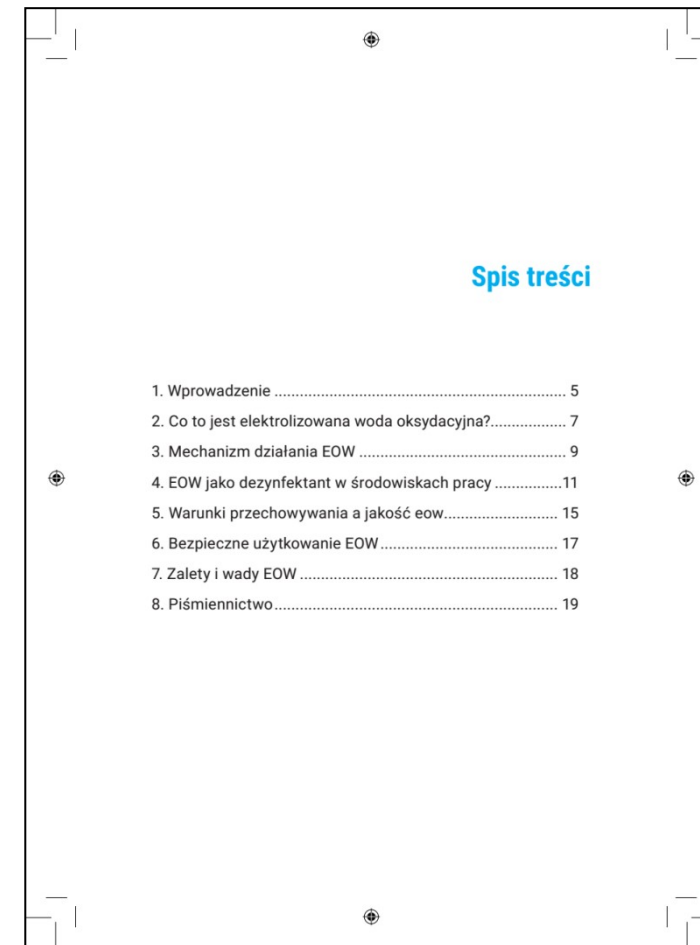 Spis treści
1. Wprowadzenie ..................................................................... 5
2. Co to jest elektrolizowana woda oksydacyjna?.................. 7
3. Mechanizm działania EOW ................................................. 9
4. EOW jako dezynfektant w środowiskach pracy ................11
5. Warunki przechowywania a jakość eow........................... 15
6. Bezpieczne użytkowanie EOW.......................................... 17
7. Zalety i wady EOW ............................................................. 18
8. Piśmiennictwo................................................................... 19